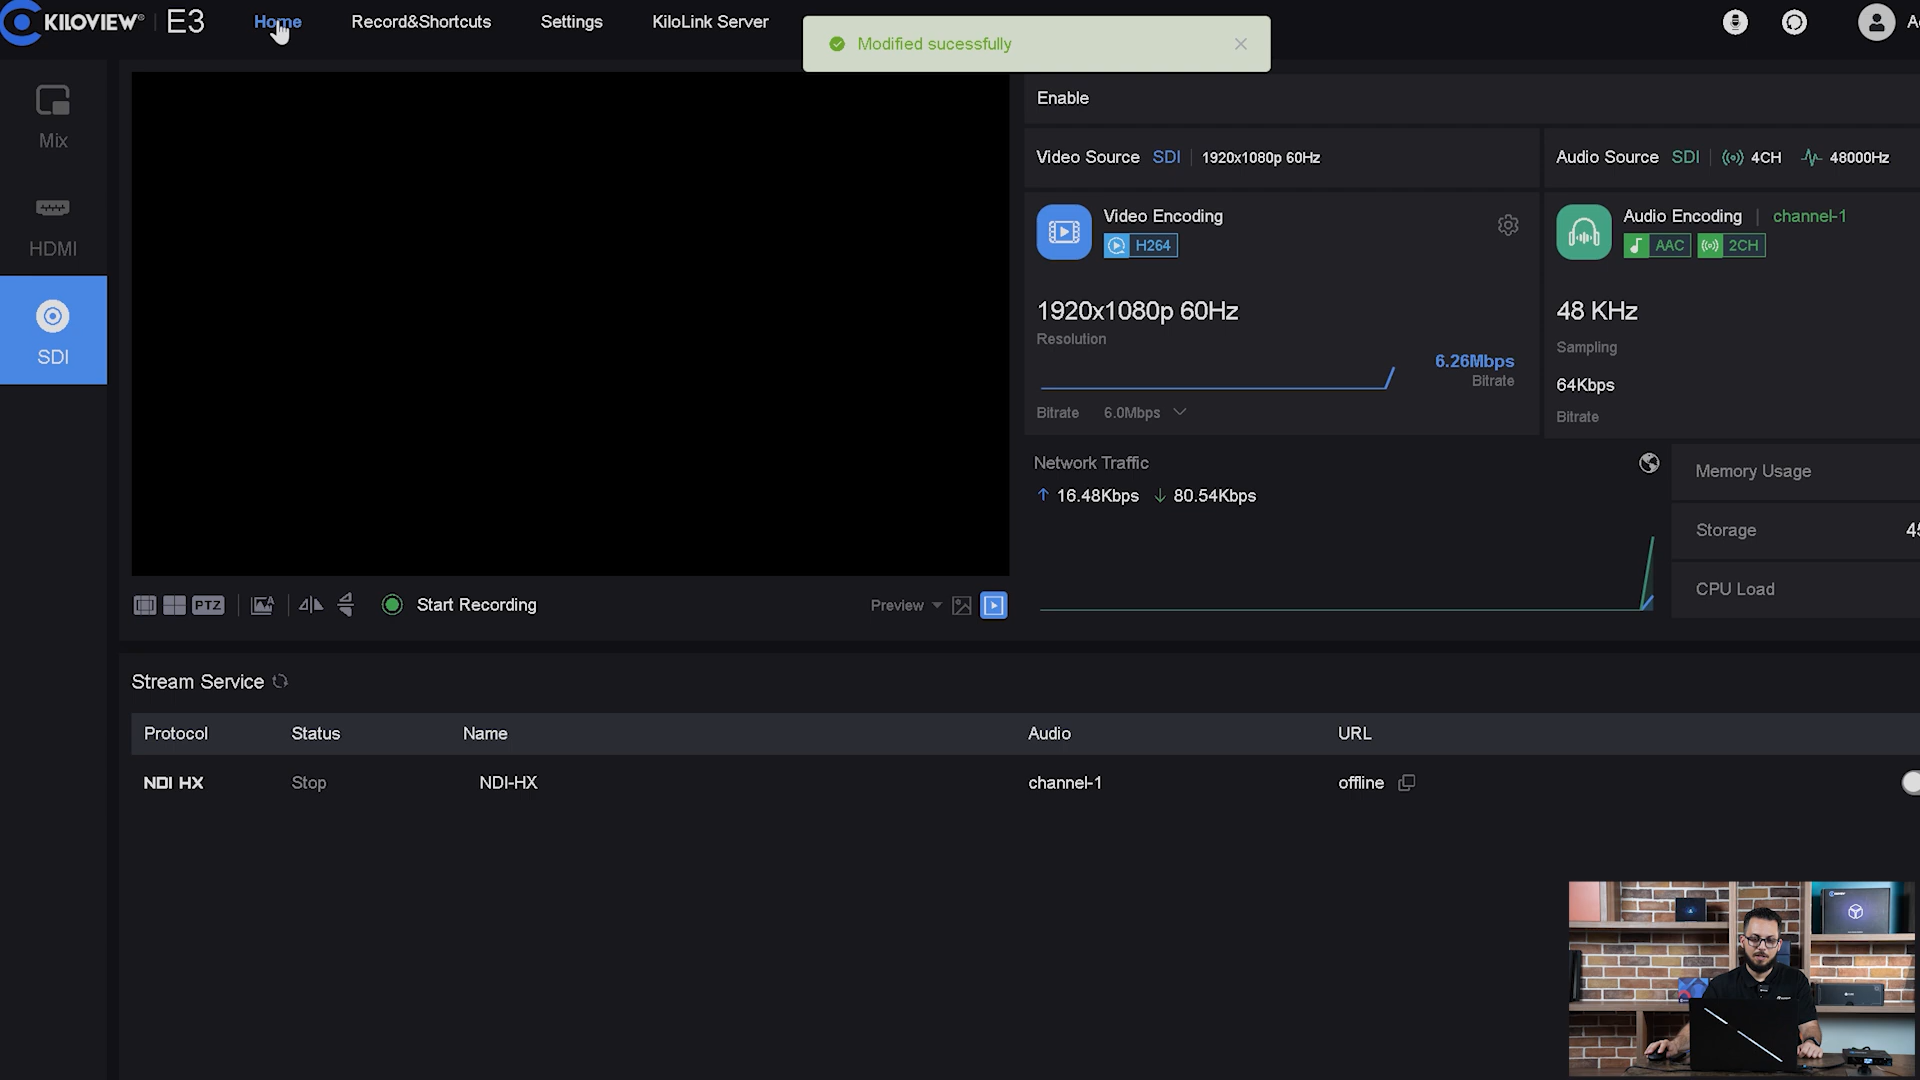 KILOVIEW® E3
Home
Record&Shortcuts
Settings
KiloLink Server
Modified sucessfully
Mix
HDMI
SDI
Enable
Video Source SDI 1920x1080p 60Hz
Audio Source SDI 4CH 48000Hz
Video Encoding
H264
Audio Encoding channel-1
AAC 2CH
1920x1080p 60Hz
Resolution
6.26Mbps
Bitrate
Bitrate 6.0Mbps
48 KHz
Sampling
64Kbps
Bitrate
Network Traffic
16.48Kbps 80.54Kbps
Memory Usage
Storage 45
CPU Load
PTZ
Start Recording
Preview
Stream Service
Protocol Status Name Audio URL
NDI HX Stop NDI-HX channel-1 offline